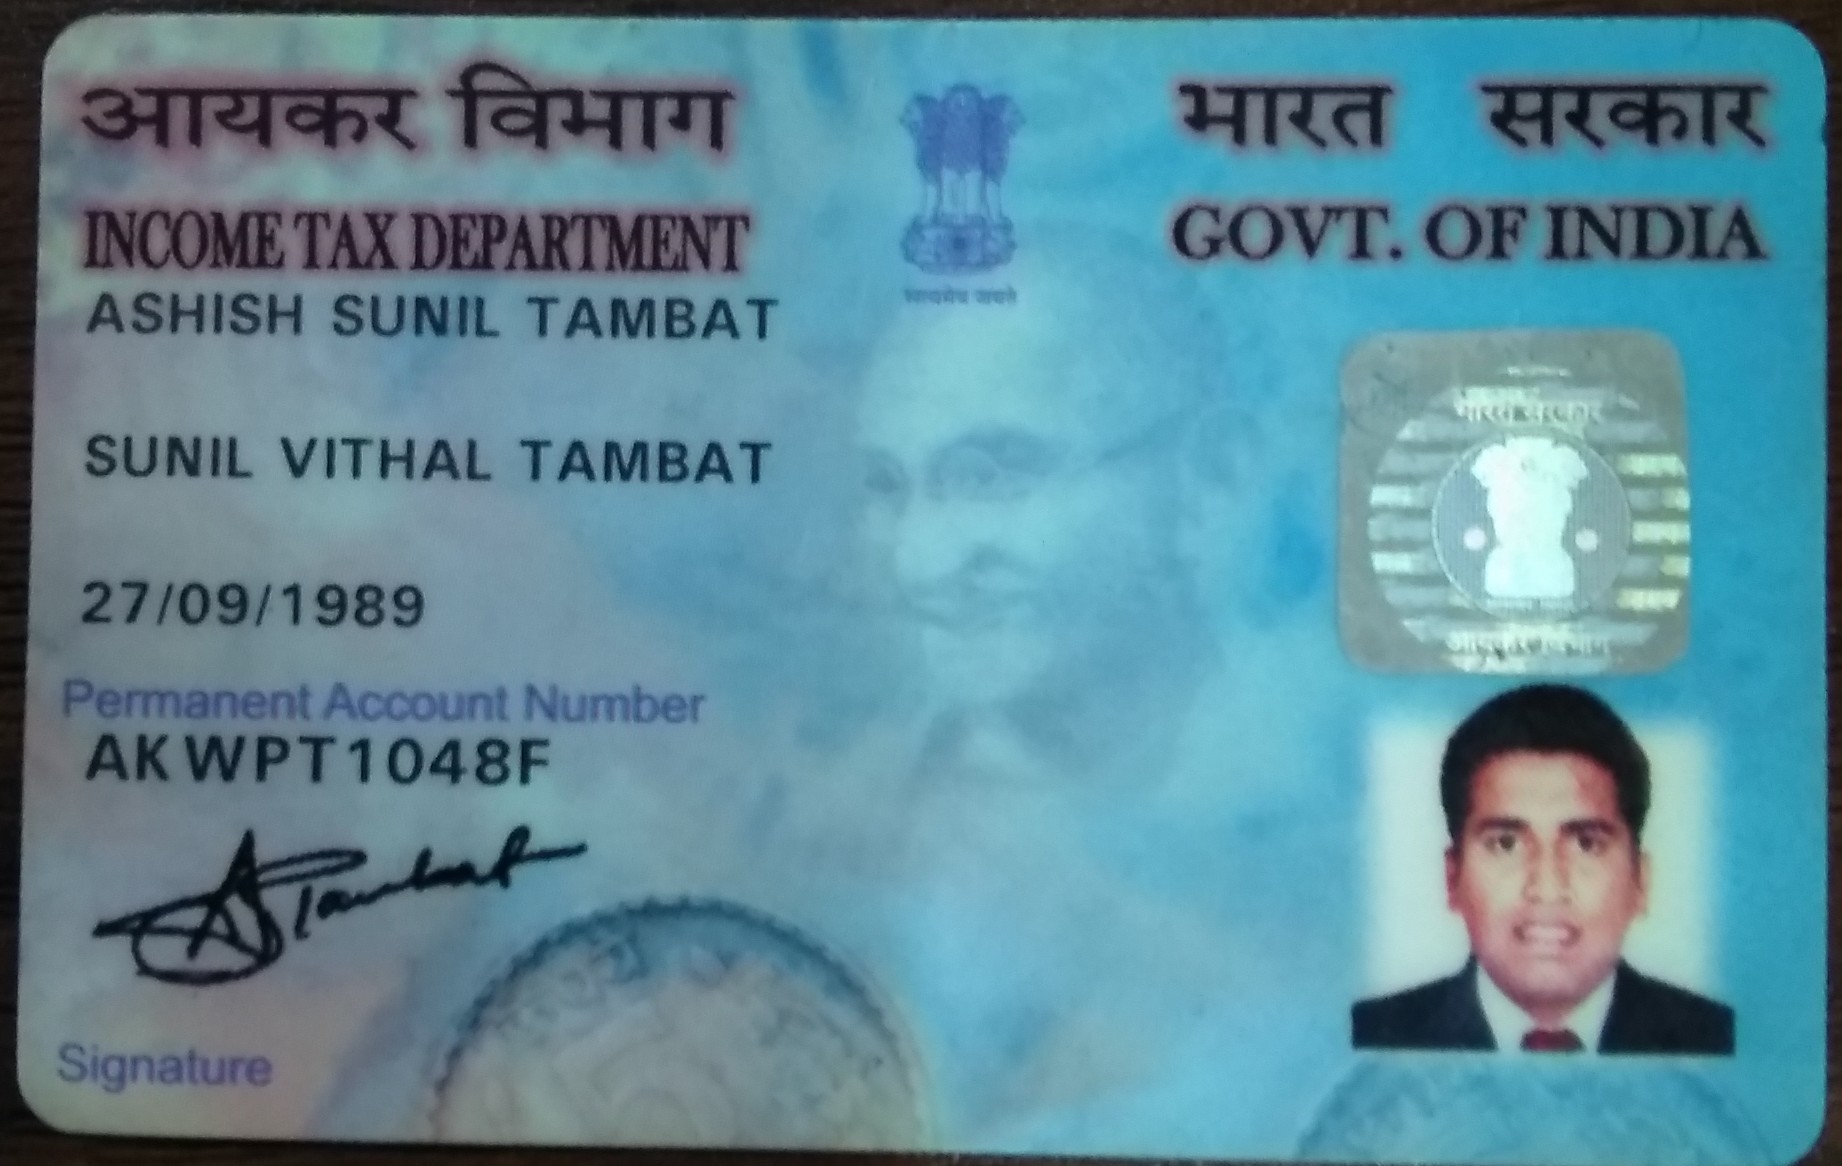 आयकर विभाग
INCOME TAX DEPARTMENT
भारत सरकार
GOVT. OF INDIA
सत्यमेव जयते
ASHISH SUNIL TAMBAT
SUNIL VITHAL TAMBAT
27/09/1989
Permanent Account Number
AKWPT1048F
A Tambat
Signature
भारत सरकार
आयकर विभाग